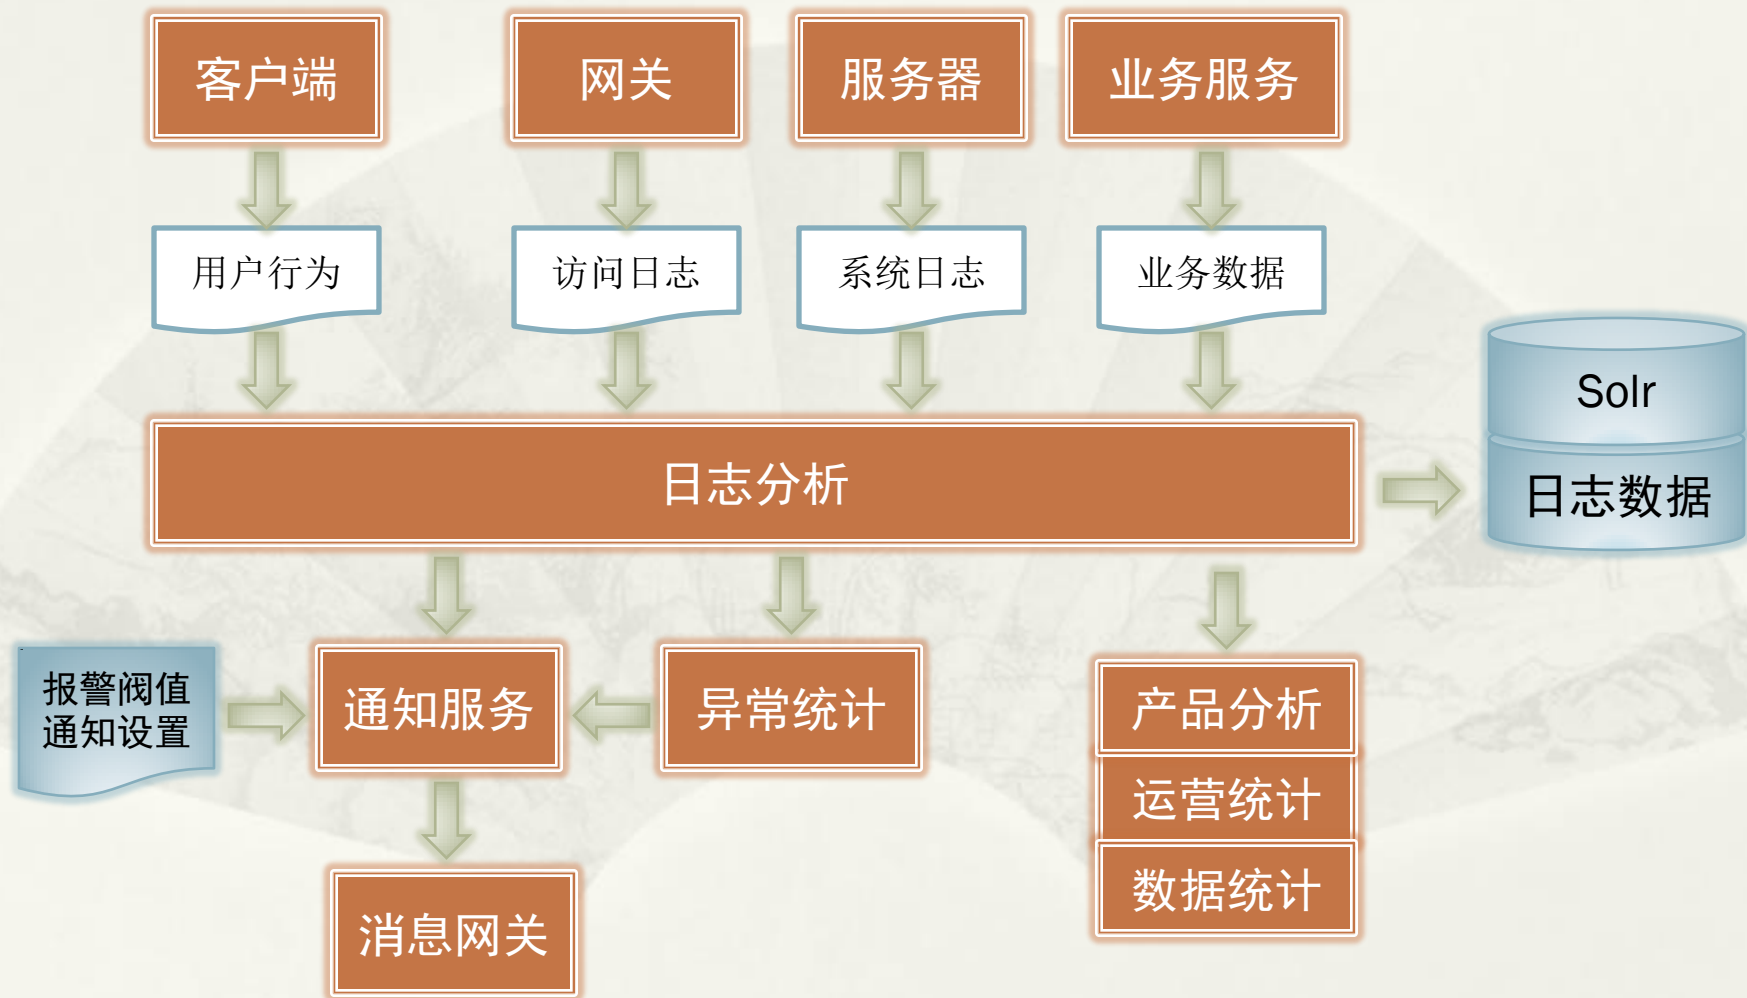 客户端
网关
服务器
业务服务
用户行为
访问日志
系统日志
业务数据
Solr
日志分析
日志数据
报警阀值
通知设置
通知服务
异常统计
产品分析
运营统计
数据统计
消息网关